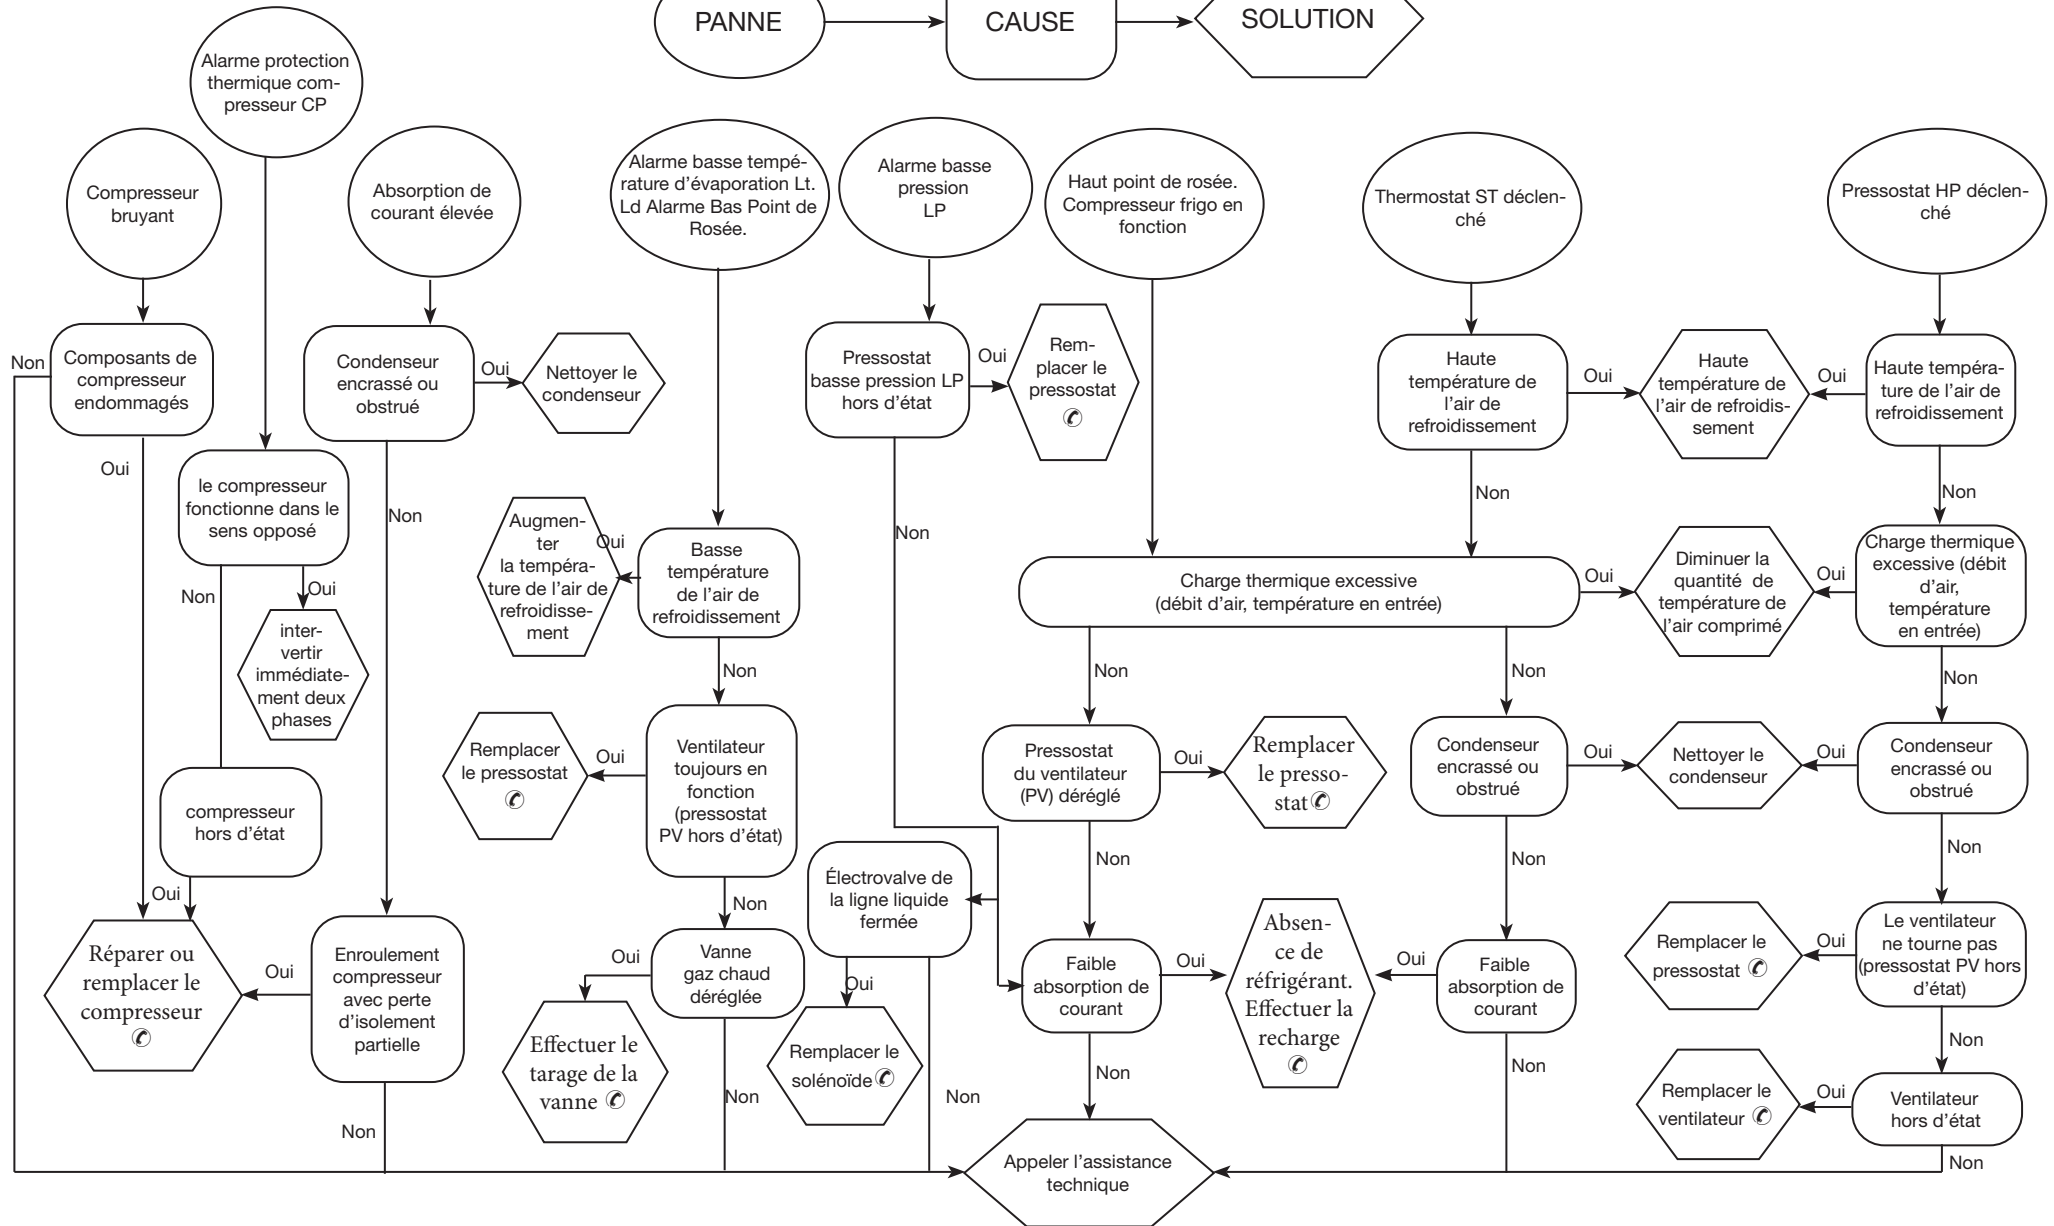 PANNE
CAUSE
SOLUTION
Alarme protection
thermique com-
presseur CP
Compresseur
bruyant
Absorption de
courant élevée
Alarme basse tempé-
rature d'évaporation Lt.
Ld Alarme Bas Point de
Rosée.
Alarme basse
pression
LP
Haut point de rosée.
Compresseur frigo en
fonction
Thermostat ST déclen-
ché
Pressostat HP déclen-
ché
Non
Composants de
compresseur
endommagés
Oui
Condenseur
encrassé ou
obstrué
Oui
Nettoyer le
condenseur
Non
Pressostat
basse pression LP
hors d'état
Oui
Rem-
placer le
pressostat
✆
Non
Haute
température de
l'air de
refroidissement
Oui
Haute
température de
l'air de refroidis-
sement
Oui
Haute tempéra-
ture de l'air de
refroidissement
Non
Non
le compresseur
fonctionne dans le
sens opposé
Non
Oui
inter-
vertir
immédiate-
ment deux
phases
Augmen-
ter
la tempéra-
ture de l'air de
refroidisse-
ment
Oui
Basse
température
de l'air de
refroidissement
Non
Charge thermique excessive
(débit d'air, température en entrée)
Oui
Diminuer la
quantité de
température de
l'air comprimé
Oui
Charge thermique
excessive (débit
d'air,
température
en entrée)
Non
Non
Non
Remplacer
le pressostat
✆
Oui
Ventilateur
toujours en
fonction
(pressostat
PV hors d'état)
Non
Pressostat
du ventilateur
(PV) déréglé
Oui
Remplacer
le presso-
stat ✆
Non
Condenseur
encrassé ou
obstrué
Oui
Nettoyer le
condenseur
Oui
Condenseur
encrassé ou
obstrué
Non
Non
compresseur
hors d'état
Oui
Électrovalve de
la ligne liquide
fermée
Oui
Non
Réparer ou
remplacer le
compresseur
✆
Oui
Enroulement
compresseur
avec perte
d'isolement
partielle
Non
Oui
Vanne
gaz chaud
déréglée
Non
Effectuer le
tarage de la
vanne ✆
Remplacer le
solénoïde ✆
Faible
absorption de
courant
Oui
Absen-
ce de
réfrigérant.
Effectuer la
recharge
✆
Oui
Faible
absorption de
courant
Non
Non
Remplacer le
pressostat ✆
Oui
Le ventilateur
ne tourne pas
(pressostat PV hors
d'état)
Non
Remplacer le
ventilateur ✆
Oui
Ventilateur
hors d'état
Non
Appeler l'assistance
technique